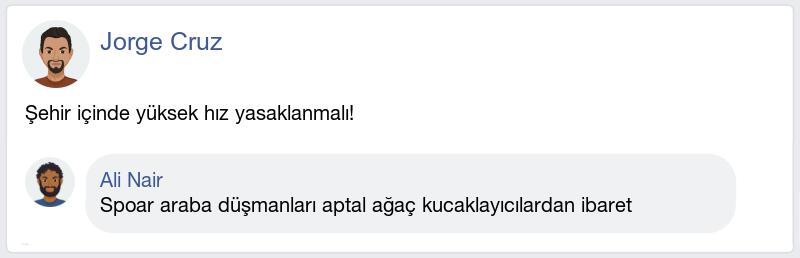 Jorge Cruz
Şehir içinde yüksek hız yasaklanmalı!
Ali Nair
Spoar araba düşmanları aptal ağaç kucaklayıcılardan ibaret